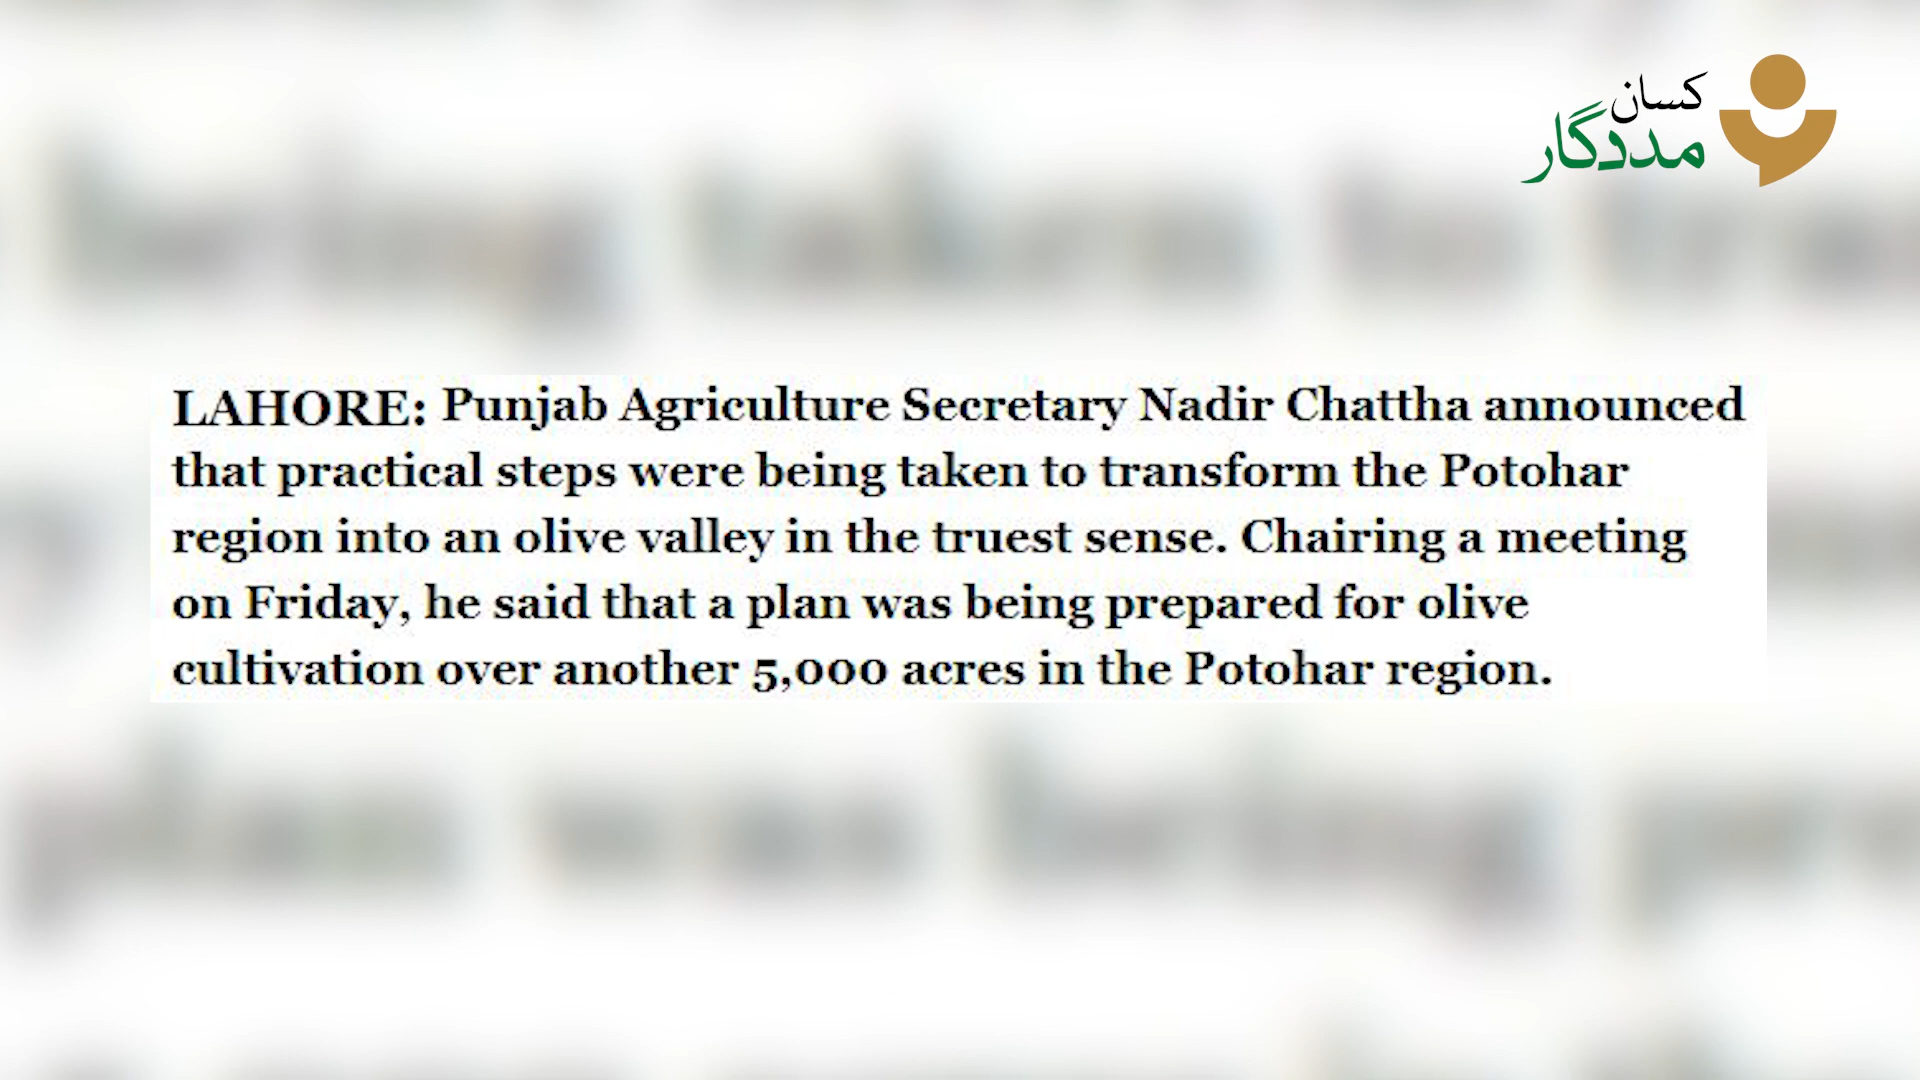 کسان
مددگار
LAHORE: Punjab Agriculture Secretary Nadir Chattha announced
that practical steps were being taken to transform the Potohar
region into an olive valley in the truest sense. Chairing a meeting
on Friday, he said that a plan was being prepared for olive
cultivation over another 5,000 acres in the Potohar region.